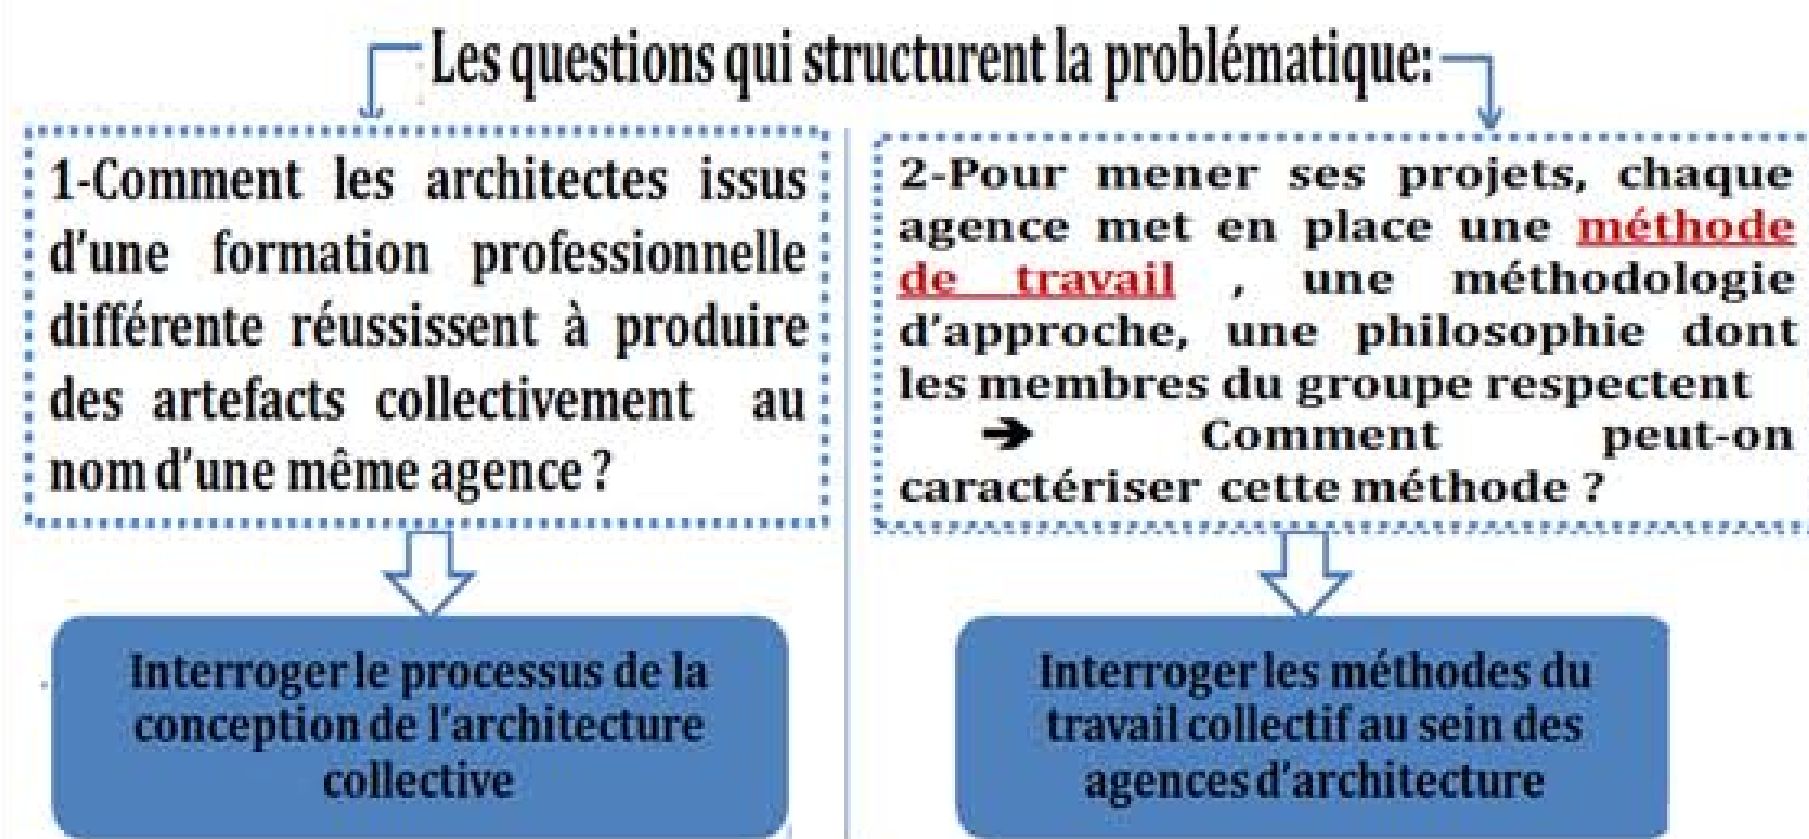 Les questions qui structurent la problématique:
1-Comment les architectes issus
d'une formation professionnelle
différente réussissent à produire
des artefacts collectivement au
nom d'une même agence ?
2-Pour mener ses projets, chaque
agence met en place une méthode
de travail , une méthodologie
d'approche, une philosophie dont
les membres du groupe respectent
➔ Comment peut-on
caractériser cette méthode ?
Interroger le processus de la
conception de l'architecture
collective
Interroger les méthodes du
travail collectif au sein des
agences d'architecture